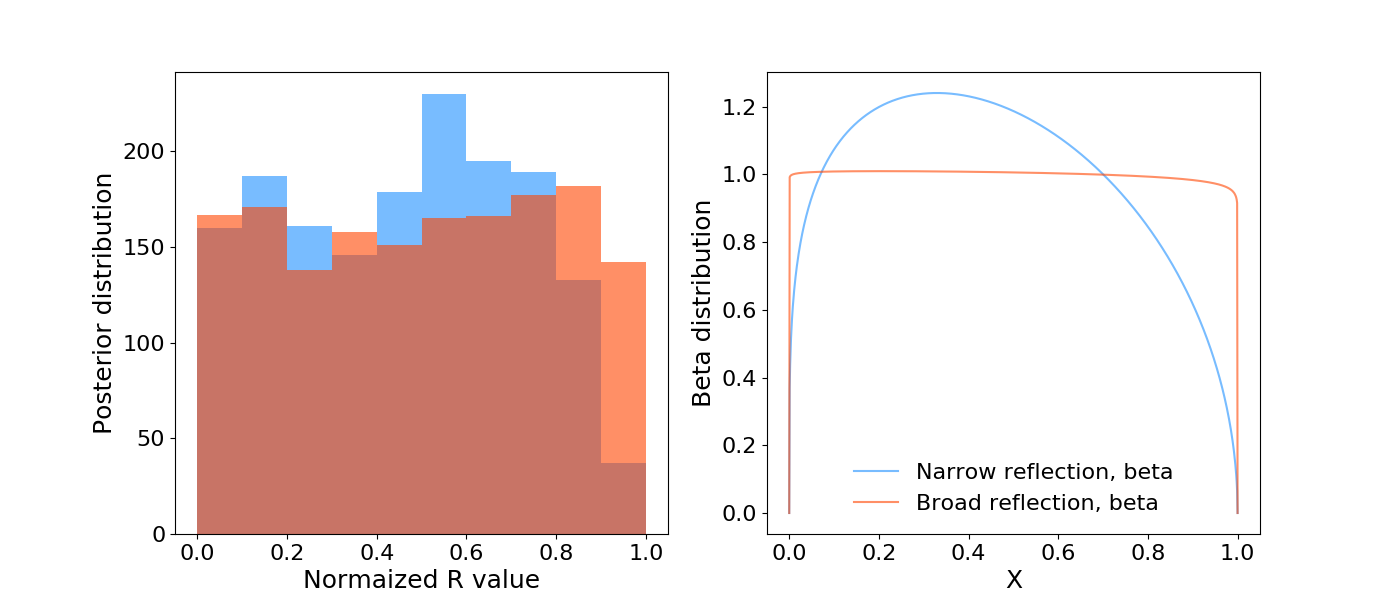 Posterior distribution
200
150
100
50
0
0.0 0.2 0.4 0.6 0.8 1.0
Normaized R value
Beta distribution
1.2
1.0
0.8
0.6
0.4
0.2
0.0
Narrow reflection, beta
Broad reflection, beta
0.0 0.2 0.4 0.6 0.8 1.0
X